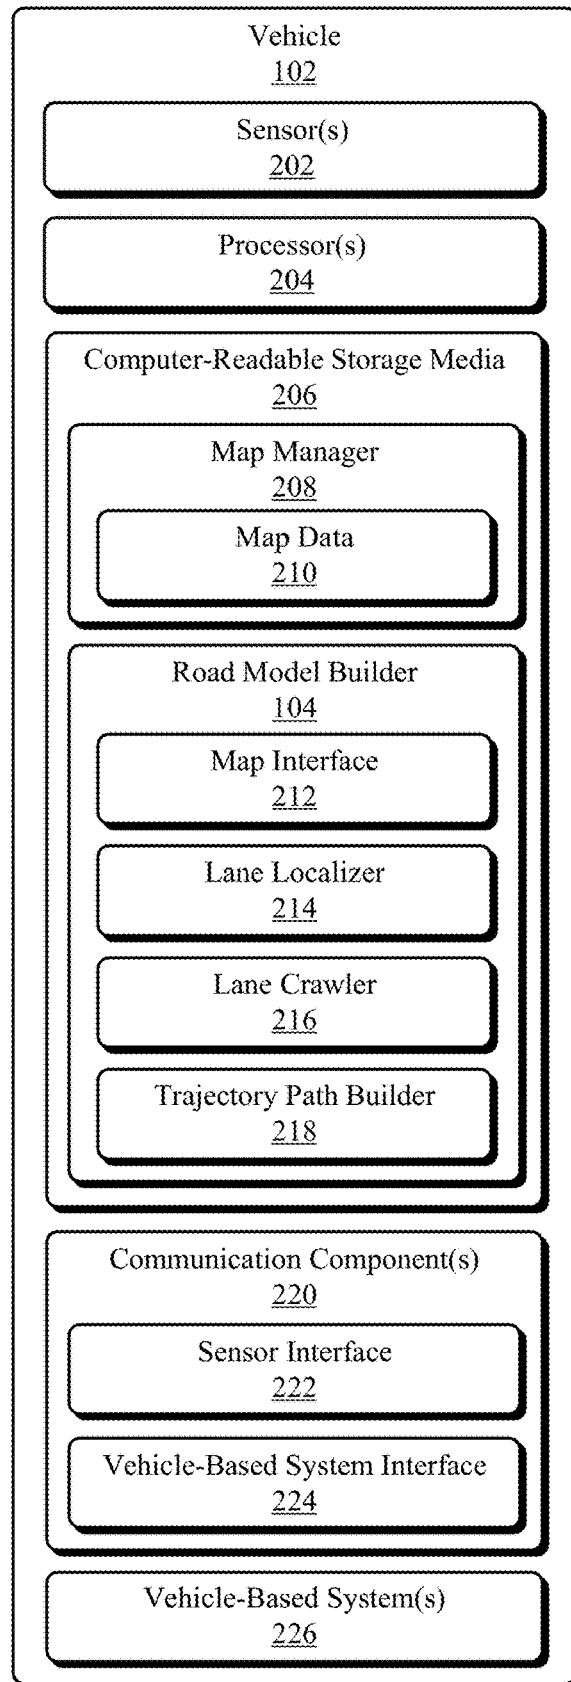 Vehicle
102
Sensor(s)
202
Processor(s)
204
Computer-Readable Storage Media
206
Map Manager
208
Map Data
210
Road Model Builder
104
Map Interface
212
Lane Localizer
214
Lane Crawler
216
Trajectory Path Builder
218
Communication Component(s)
220
Sensor Interface
222
Vehicle-Based System Interface
224
Vehicle-Based System(s)
226